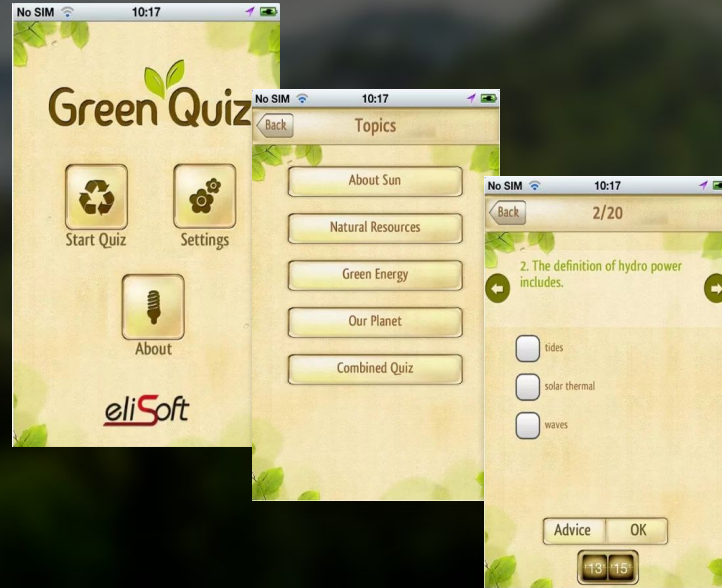 No SIM 10:17
Green Quiz
Start Quiz Settings
About
eliSoft
No SIM 10:17
Back Topics
About Sun
Natural Resources
Green Energy
Our Planet
Combined Quiz
No SIM 10:17
Back 2/20
2. The definition of hydro power
includes.
tides
solar thermal
waves
Advice OK
13 15